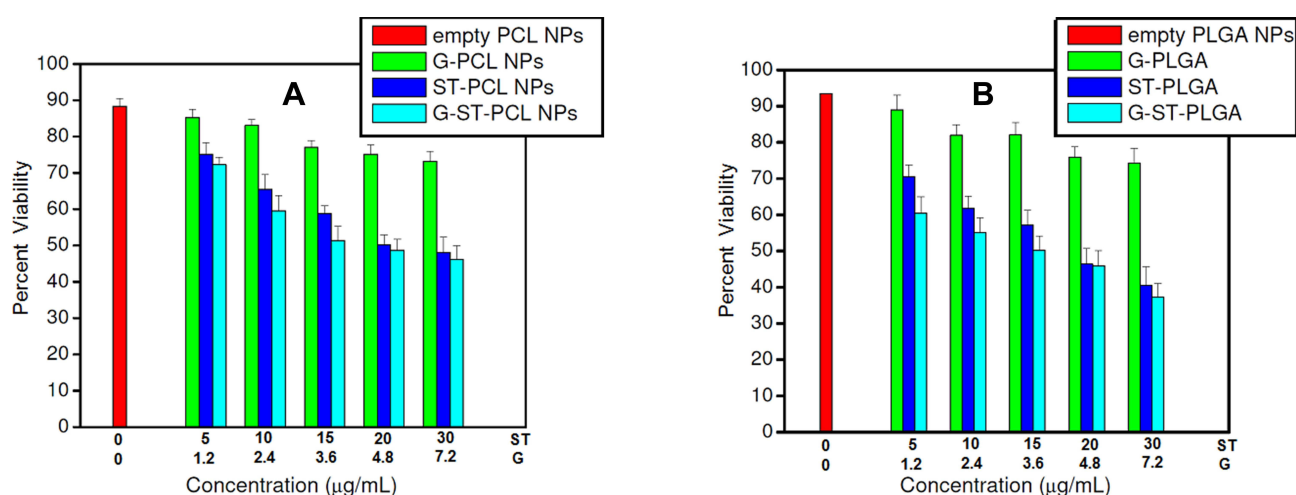 empty PCL NPs
G-PCL NPs
ST-PCL NPs
G-ST-PCL NPs
A
100
90
80
70
60
50
40
30
20
10
0
Percent Viability
0 5 10 15 20 30 ST
0 1.2 2.4 3.6 4.8 7.2 G
Concentration (μg/mL)
empty PLGA NPs
G-PLGA
ST-PLGA
G-ST-PLGA
B
100
90
80
70
60
50
40
30
20
10
0
Percent Viability
0 5 10 15 20 30 ST
0 1.2 2.4 3.6 4.8 7.2 G
Concentration (μg/mL)